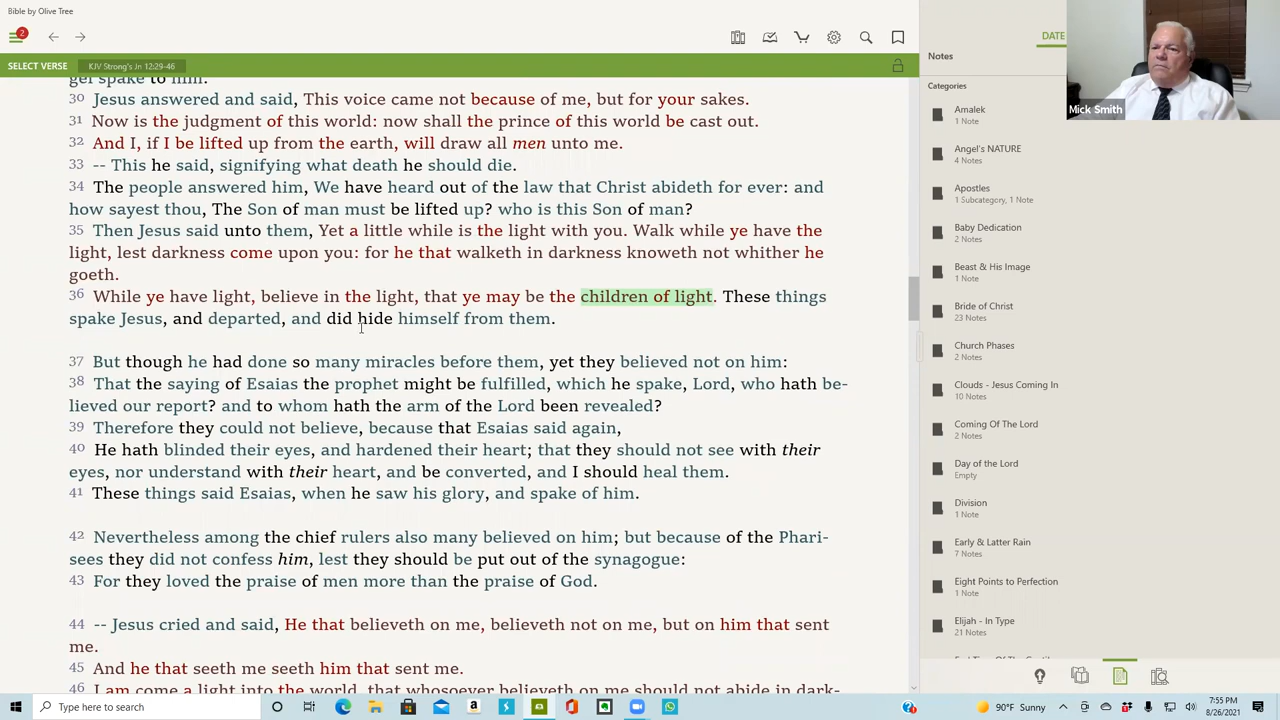 Bible by Olive Tree
2
SELECT VERSE
KJV Strong's Jn 12:29-46
ger spake to him.
30 Jesus answered and said, This voice came not because of me, but for your sakes.
31 Now is the judgment of this world: now shall the prince of this world be cast out.
32 And I, if I be lifted up from the earth, will draw all men unto me.
33 -- This he said, signifying what death he should die.
34 The people answered him, We have heard out of the law that Christ abideth for ever: and
how sayest thou, The Son of man must be lifted up? who is this Son of man?
35 Then Jesus said unto them, Yet a little while is the light with you. Walk while ye have the
light, lest darkness come upon you: for he that walketh in darkness knoweth not whither he
goeth.
36 While ye have light, believe in the light, that ye may be the children of light. These things
spake Jesus, and departed, and did hide himself from them.
37 But though he had done so many miracles before them, yet they believed not on him:
38 That the saying of Esaias the prophet might be fulfilled, which he spake, Lord, who hath be-
lieved our report? and to whom hath the arm of the Lord been revealed?
39 Therefore they could not believe, because that Esaias said again,
40 He hath blinded their eyes, and hardened their heart; that they should not see with their
eyes, nor understand with their heart, and be converted, and I should heal them.
41 These things said Esaias, when he saw his glory, and spake of him.
42 Nevertheless among the chief rulers also many believed on him; but because of the Phari-
sees they did not confess him, lest they should be put out of the synagogue:
43 For they loved the praise of men more than the praise of God.
44 -- Jesus cried and said, He that believeth on me, believeth not on me, but on him that sent
me.
45 And he that seeth me seeth him that sent me.
46 I am come a light into the world, that whosoever believeth on me should not abide in dark-
DATE
Notes
Categories
Amalek
1 Note
Angel's NATURE
4 Notes
Apostles
1 Subcategory, 1 Note
Baby Dedication
2 Notes
Beast & His Image
1 Note
Bride of Christ
23 Notes
Church Phases
2 Notes
Clouds - Jesus Coming In
10 Notes
Coming Of The Lord
2 Notes
Day of the Lord
Empty
Division
1 Note
Early & Latter Rain
7 Notes
Eight Points to Perfection
1 Note
Elijah - In Type
21 Notes
Mick Smith
Type here to search
90°F Sunny
7:55 PM
8/26/2021